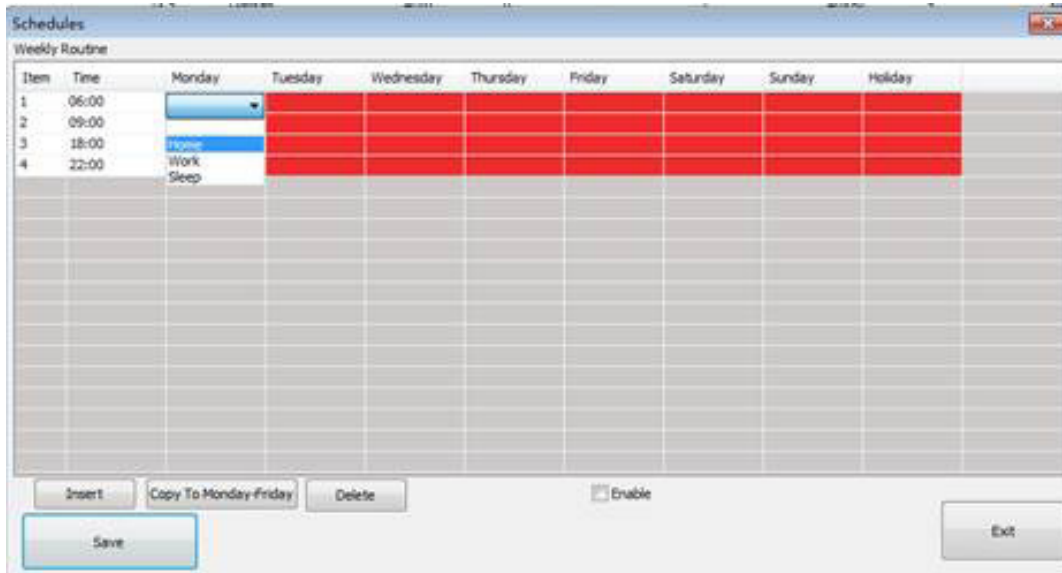 Schedules
Weekly Routine
Item Time Monday Tuesday Wednesday Thursday Friday Saturday Sunday Holiday
1 06:00
2 09:00
3 18:00 Home
4 22:00 Work
Sleep
Insert Copy To Monday-Friday Delete Enable
Save Exit